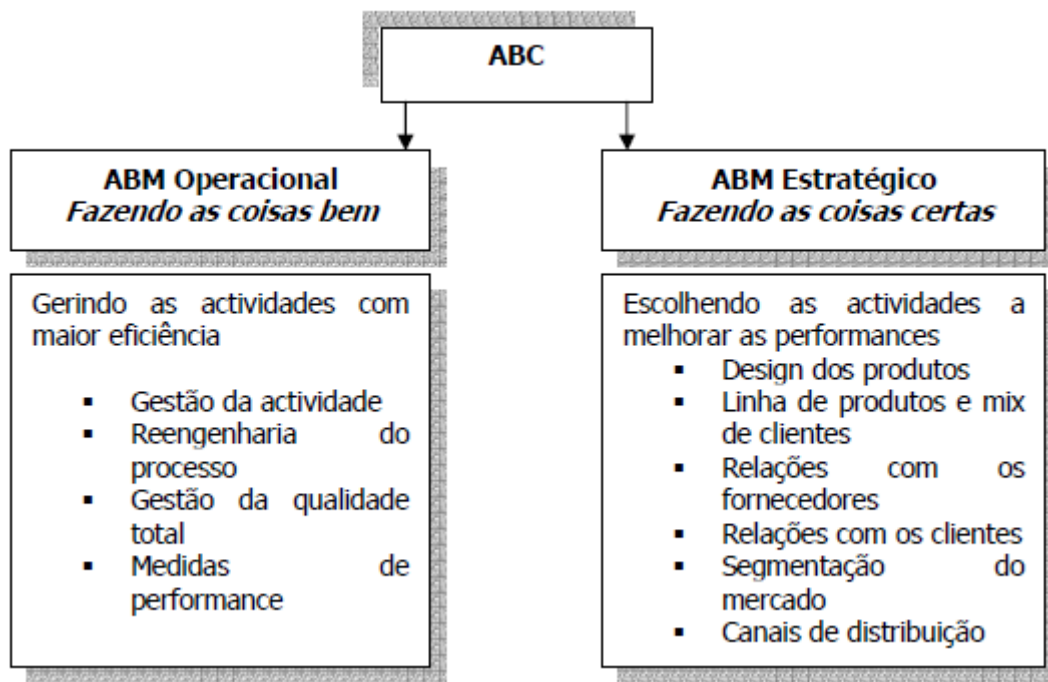 ABC
ABM Operacional
Fazendo as coisas bem
Gerindo as actividades com
maior eficiência
▪ Gestão da actividade
▪ Reengenharia do
processo
▪ Gestão da qualidade
total
▪ Medidas de
performance
ABM Estratégico
Fazendo as coisas certas
Escolhendo as actividades a
melhorar as performances
▪ Design dos produtos
▪ Linha de produtos e mix
de clientes
▪ Relações com os
fornecedores
▪ Relações com os clientes
▪ Segmentação do
mercado
▪ Canais de distribuição